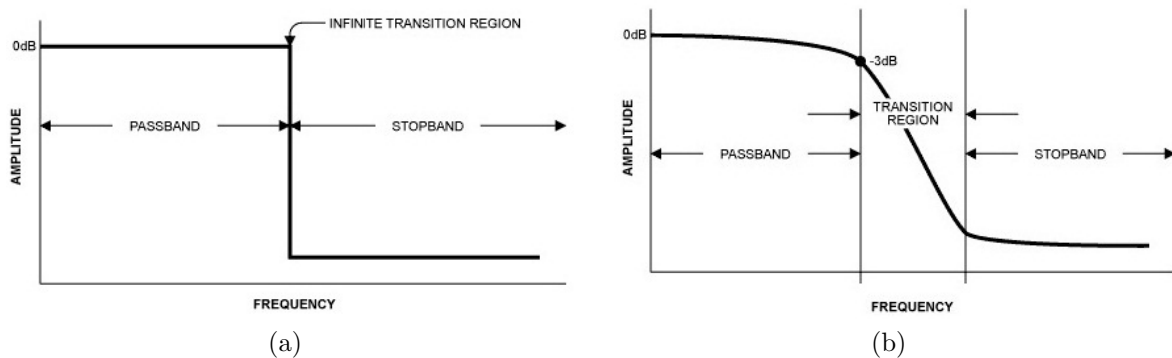 0dB
INFINITE TRANSITION REGION
PASSBAND
STOPBAND
AMPLITUDE
FREQUENCY
(a)
0dB
-3dB
TRANSITION
REGION
PASSBAND
STOPBAND
AMPLITUDE
FREQUENCY
(b)